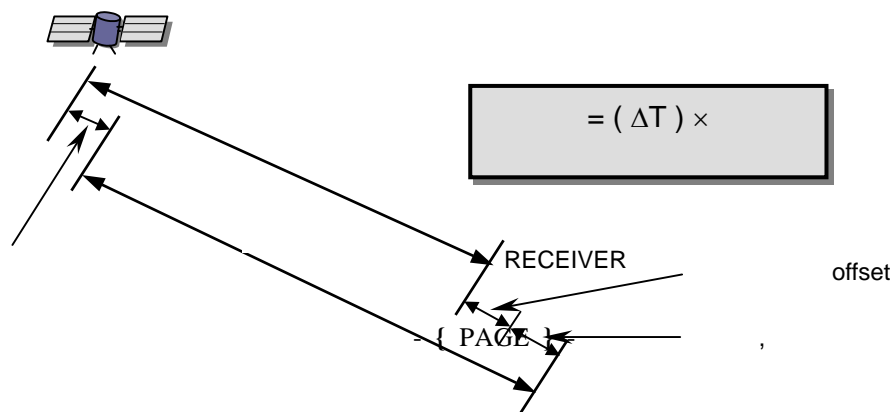 = ( ΔT ) ×
RECEIVER
offset
- { PAGE } -
,